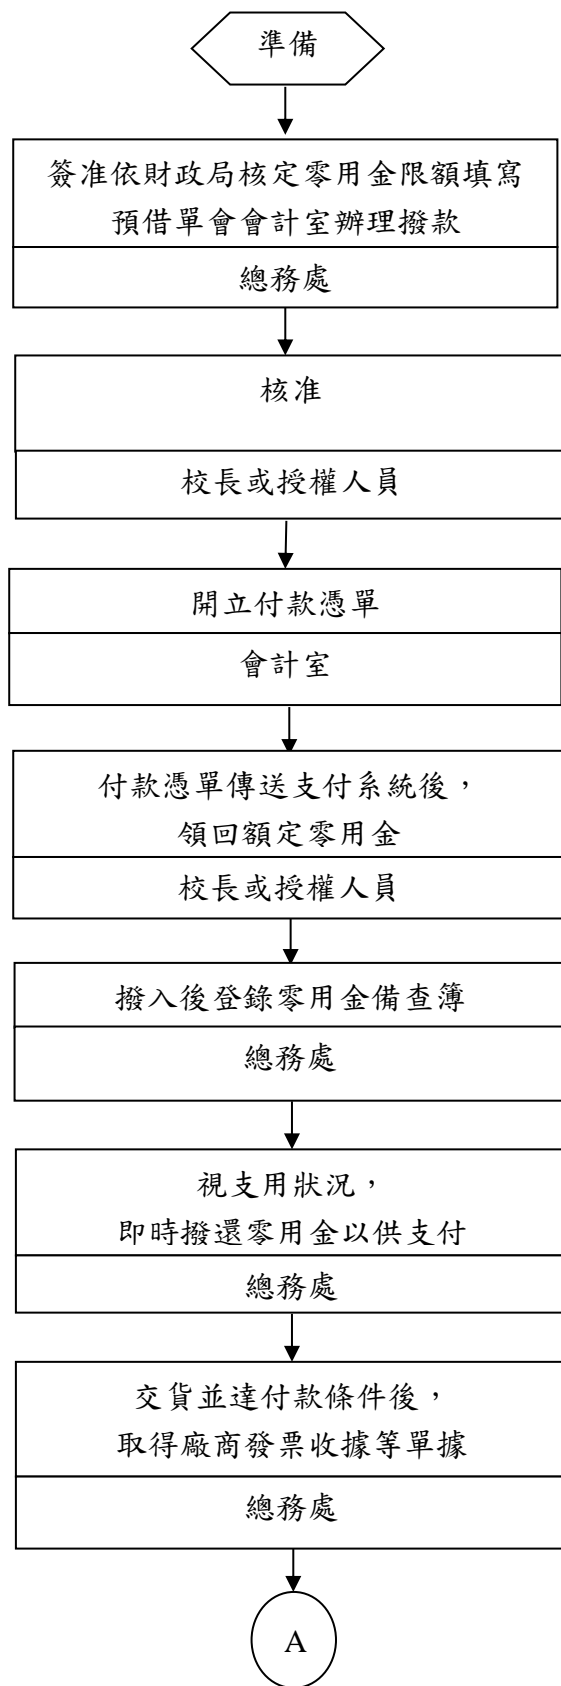 準備
簽准依財政局核定零用金限額填寫
預借單會會計室辦理撥款
總務處
核准
校長或授權人員
開立付款憑單
會計室
付款憑單傳送支付系統後，
領回額定零用金
校長或授權人員
撥入後登錄零用金備查簿
總務處
視支用狀況，
即時撥還零用金以供支付
總務處
交貨並達付款條件後，
取得廠商發票收據等單據
總務處
A